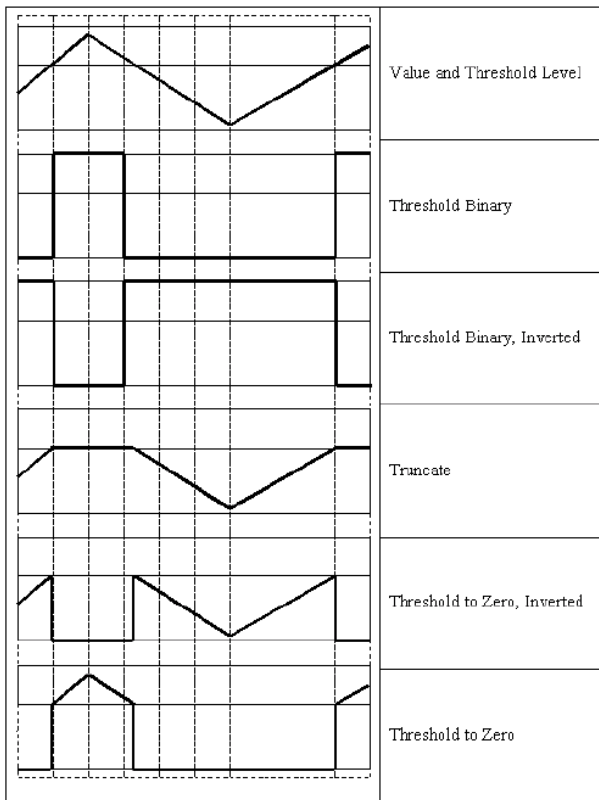 Value and Threshold Level
Threshold Binary
Threshold Binary, Inverted
Truncate
Threshold to Zero, Inverted
Threshold to Zero